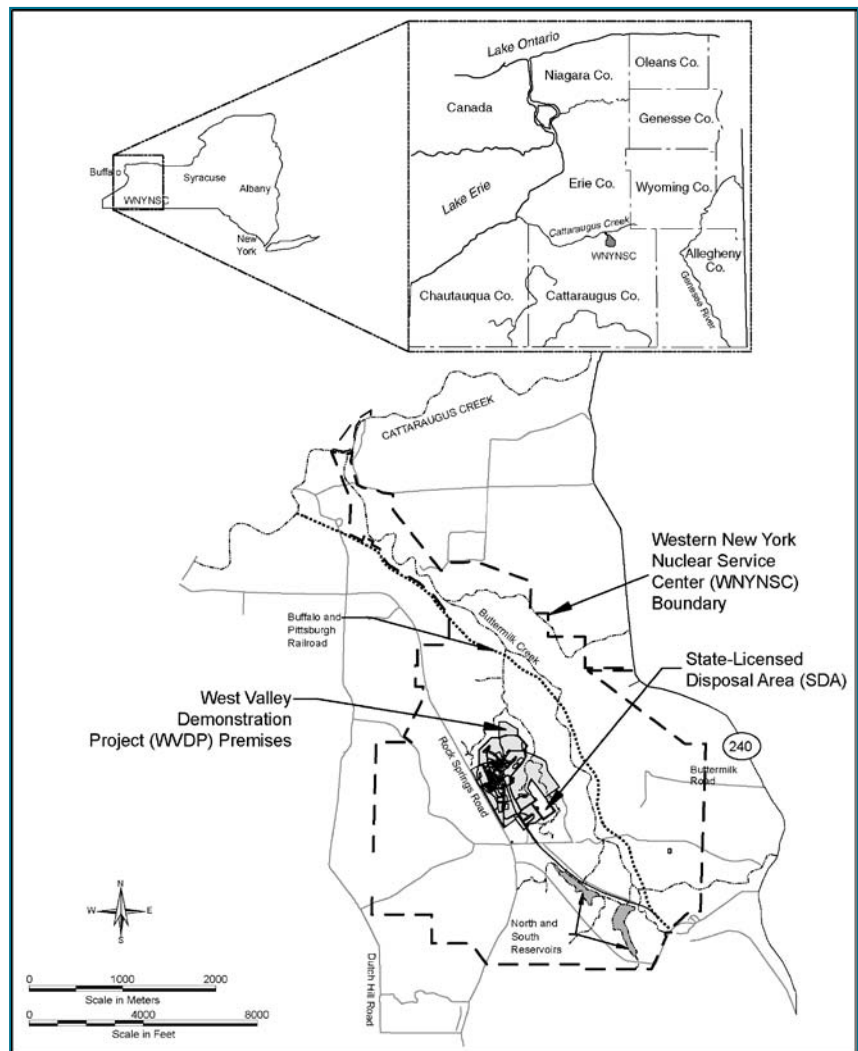 Lake Ontario
Oleans Co.
Niagara Co.
Canada
Genesse Co.
Buffalo
Syracuse
Albany
WNYNSC
New
York
Erie Co.
Wyoming Co.
Lake Erie
Cattaraugus Creek
WNYNSC
Allegheny
Co.
Chautauqua Co.
Cattaraugus Co.
Genesee
River
CATTARAUGUS CREEK
Western New York
Nuclear Service
Center (WNYNSC)
Boundary
Buffalo and
Pittsburgh
Railroad
Buttermilk Creek
State-Licensed
Disposal Area (SDA)
West Valley
Demonstration
Project (WVDP) Premises
Rock Springs Road
240
Buttermilk
Road
N
W
E
S
North and
South
Reservoirs
Dutch Hill Road
0
1000
2000
Scale in Meters
0
4000
8000
Scale in Feet